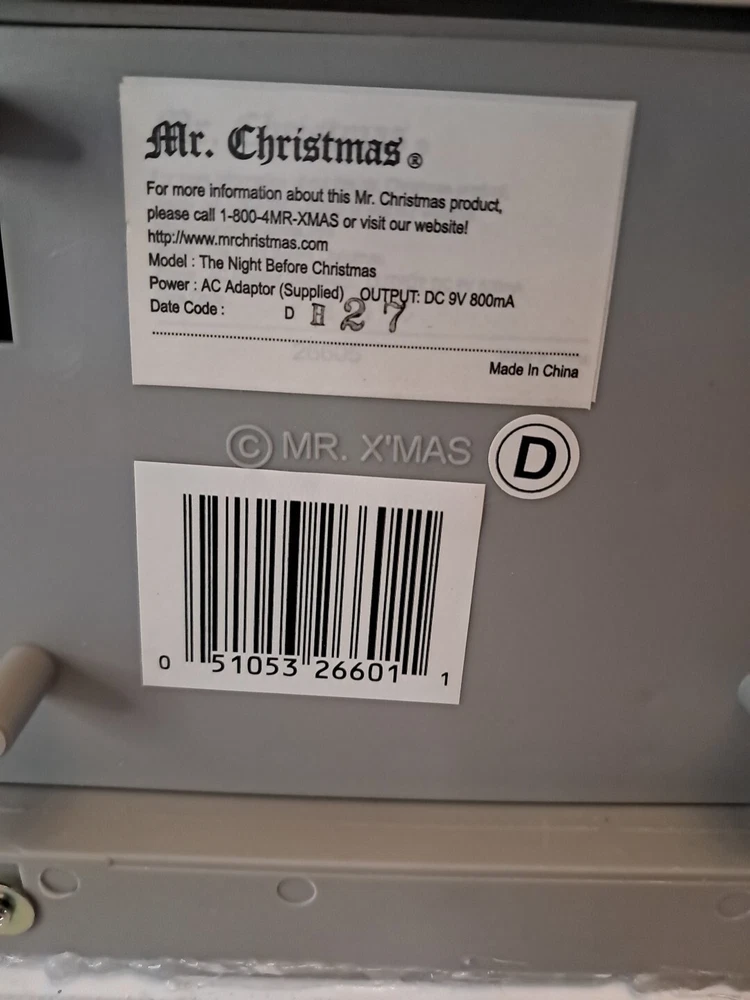 Mr. Christmas®
For more information about this Mr. Christmas product,
please call 1-800-4MR-XMAS or visit our website!
http://www.mrchristmas.com
Model : The Night Before Christmas
Power : AC Adaptor (Supplied) OUTPUT: DC 9V 800mA
Date Code : D H 2 7
Made In China
© MR. X'MAS
D
0 51053 26601 1